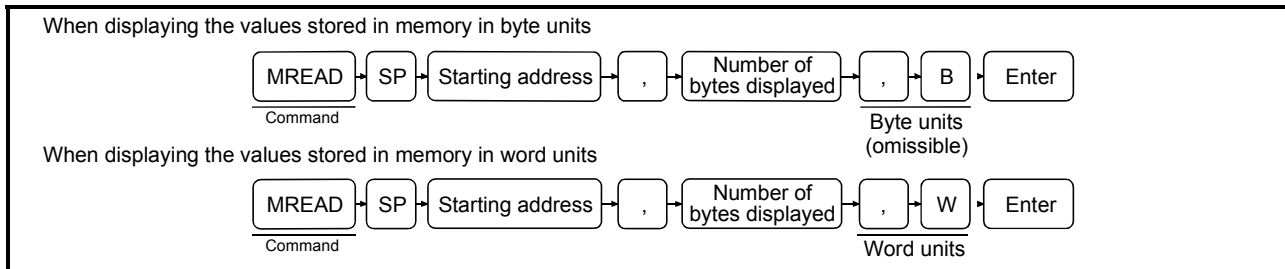 When displaying the values stored in memory in byte units
MREAD SP Starting address , Number of bytes displayed , B Enter
Command
Byte units
(omissible)
When displaying the values stored in memory in word units
MREAD SP Starting address , Number of bytes displayed , W Enter
Command
Word units